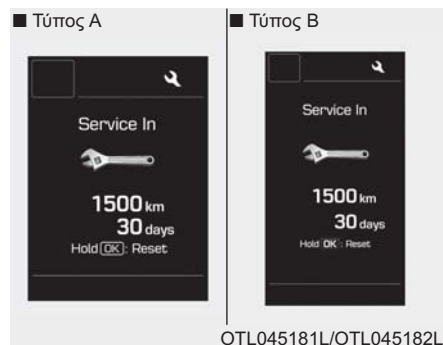 ■ Τύπος A
Service In
1500 km
30 days
Hold OK : Reset
■ Τύπος B
Service In
1500 km
30 days
Hold OK : Reset
OTL045181L/OTL045182L